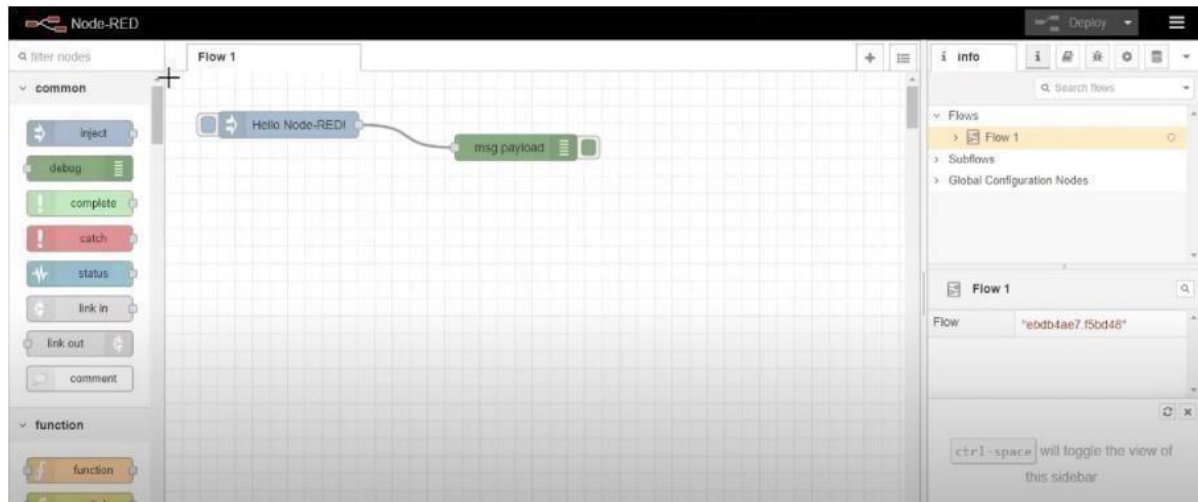 Node-RED
Deploy
filter nodes
Flow 1
i info
i
common
Search flows
inject
Hello Node-RED!
Flows
debug
msg.payload
Flow 1
Subflows
complete
Global Configuration Nodes
catch
status
link in
Flow 1
link out
Flow
"ebdb4ae7.f5bd48"
comment
function
ctrl-space will toggle the view of
this sidebar
function